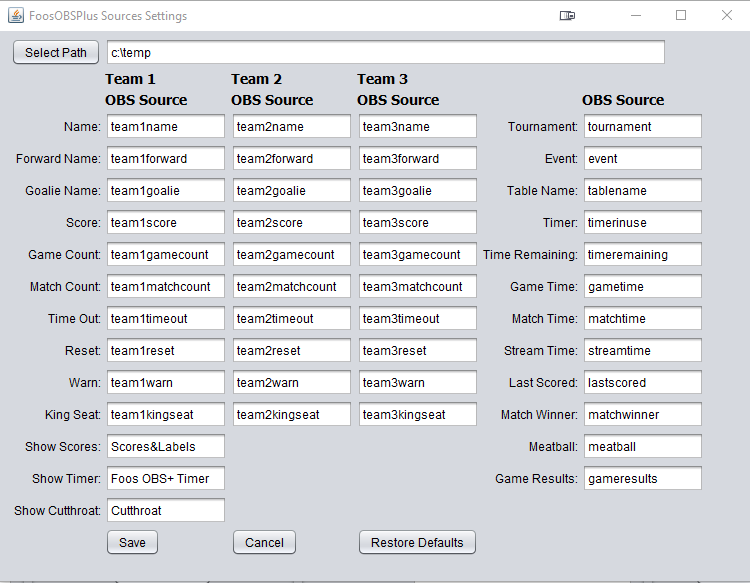 FoosOBSPlus Sources Settings
Select Path c:\temp
Team 1 Team 2 Team 3
OBS Source OBS Source OBS Source OBS Source
Name: team1name team2name team3name Tournament: tournament
Forward Name: team1forward team2forward team3forward Event: event
Goalie Name: team1goalie team2goalie team3goalie Table Name: tablename
Score: team1score team2score team3score Timer: timerinuse
Game Count: team1gamecount team2gamecount team3gamecount Time Remaining: timeremaining
Match Count: team1matchcount team2matchcount team3matchcount Game Time: gametime
Time Out: team1timeout team2timeout team3timeout Match Time: matchtime
Reset: team1reset team2reset team3reset Stream Time: streamtime
Warn: team1warn team2warn team3warn Last Scored: lastscored
King Seat: team1kingseat team2kingseat team3kingseat Match Winner: matchwinner
Show Scores: Scores&Labels Meatball: meatball
Show Timer: Foos OBS+ Timer Game Results: gameresults
Show Cutthroat: Cutthroat
Save Cancel Restore Defaults